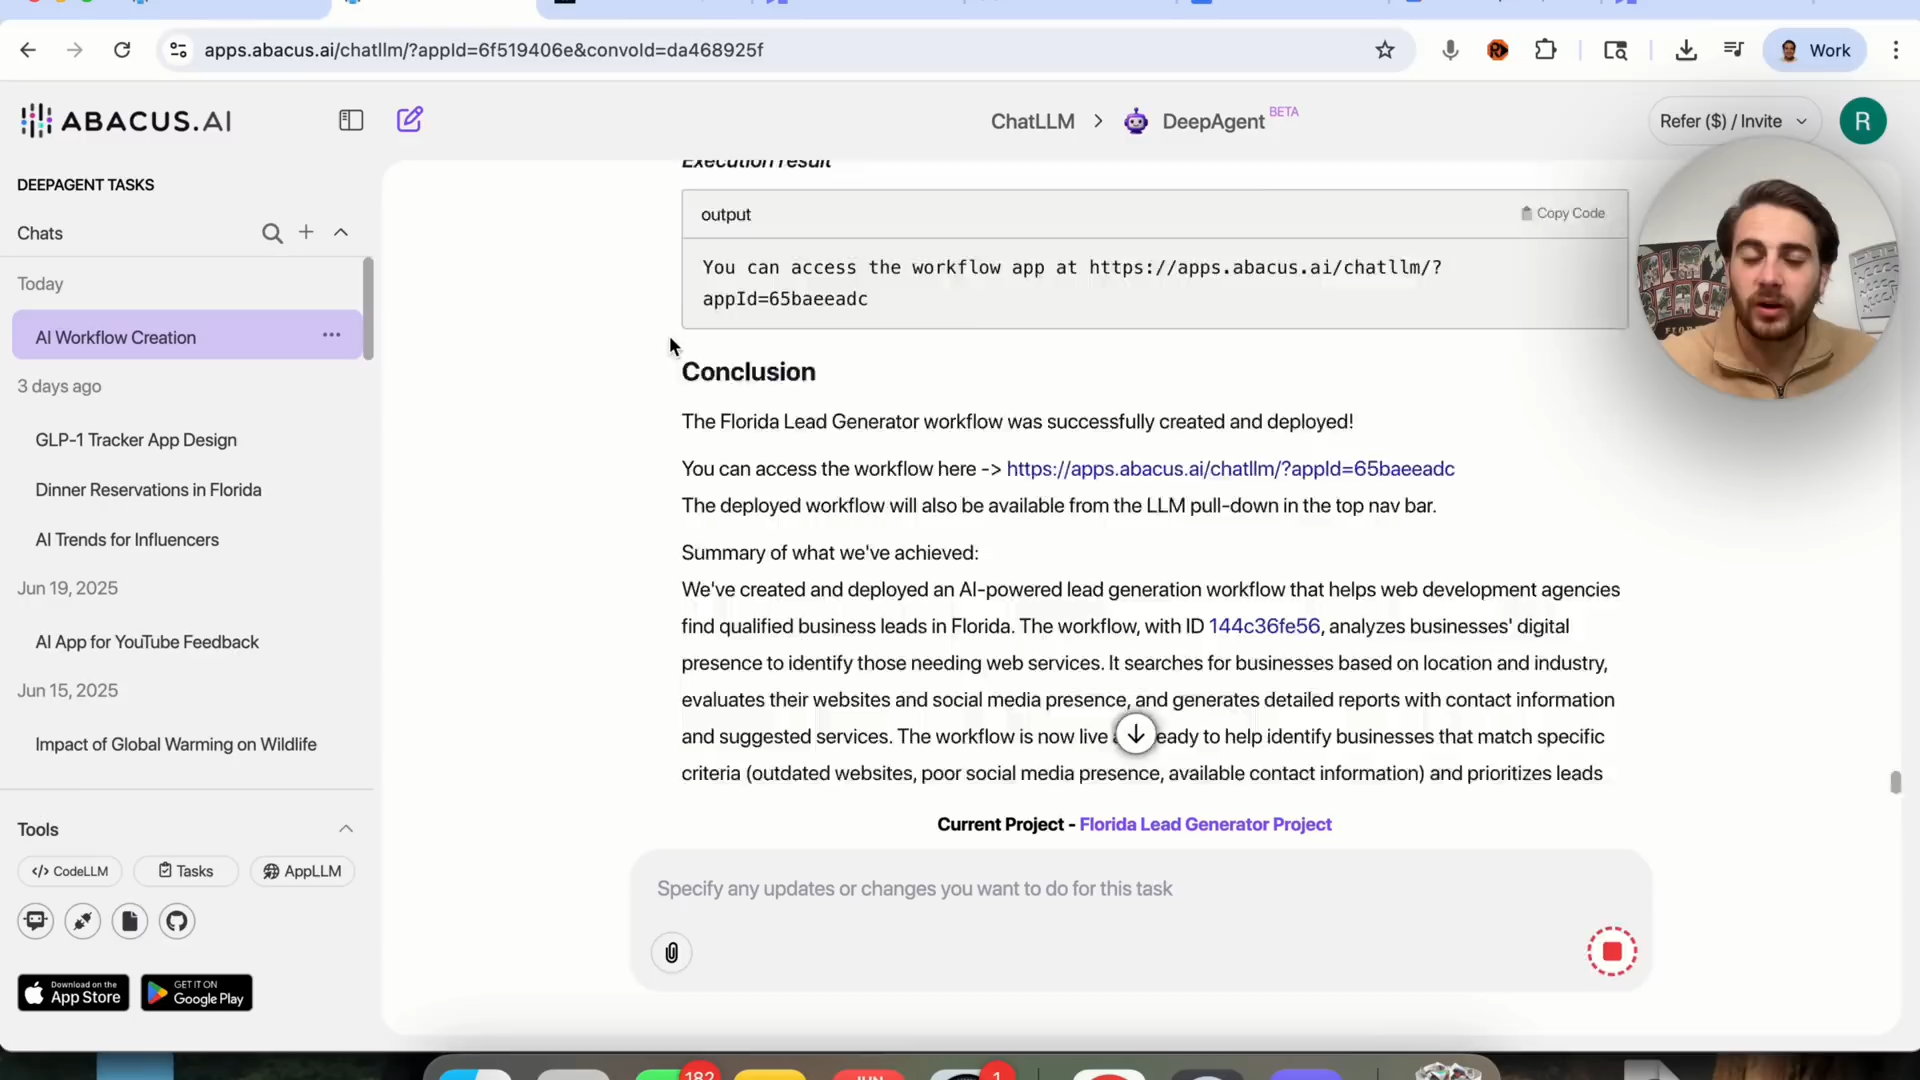 apps.abacus.ai/chatllm/?appId=6f519406e&convoId=da468925f
Work
ABACUS.AI
ChatLLM > DeepAgent BETA
Refer ($) / Invite
R
DEEPAGENT TASKS
Chats
Today
AI Workflow Creation
3 days ago
GLP-1 Tracker App Design
Dinner Reservations in Florida
AI Trends for Influencers
Jun 19, 2025
AI App for YouTube Feedback
Jun 15, 2025
Impact of Global Warming on Wildlife
Tools
</> CodeLLM
Tasks
AppLLM
Download on the
App Store
GET IT ON
Google Play
Execution result
output
Copy Code
You can access the workflow app at https://apps.abacus.ai/chatllm/?
appId=65baeeadc
Conclusion
The Florida Lead Generator workflow was successfully created and deployed!
You can access the workflow here -> https://apps.abacus.ai/chatllm/?appId=65baeeadc
The deployed workflow will also be available from the LLM pull-down in the top nav bar.
Summary of what we've achieved:
We've created and deployed an AI-powered lead generation workflow that helps web development agencies
find qualified business leads in Florida. The workflow, with ID 144c36fe56, analyzes businesses' digital
presence to identify those needing web services. It searches for businesses based on location and industry,
evaluates their websites and social media presence, and generates detailed reports with contact information
and suggested services. The workflow is now live eady to help identify businesses that match specific
criteria (outdated websites, poor social media presence, available contact information) and prioritizes leads
Current Project - Florida Lead Generator Project
Specify any updates or changes you want to do for this task
182
1